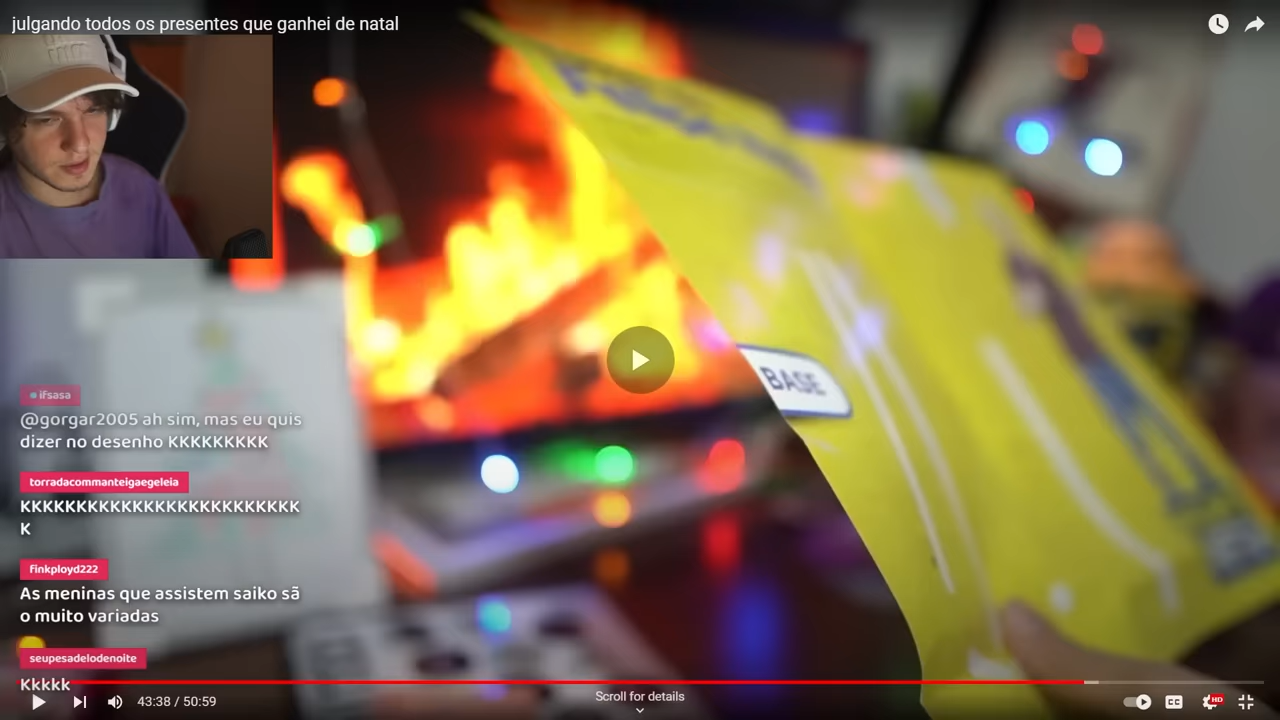 julgando todos os presentes que ganhei de natal
BASE
ifsasa
@gorgar2005 ah sim, mas eu quis
dizer no desenho KKKKKKKKK
torradacommanteigaegeleia
KKKKKKKKKKKKKKKKKKKKKKKKK
K
finkployd222
As meninas que assistem saiko sã
o muito variadas
seupesadelodenoite
Kkkkk
43:38 / 50:59
Scroll for details
CC
HD